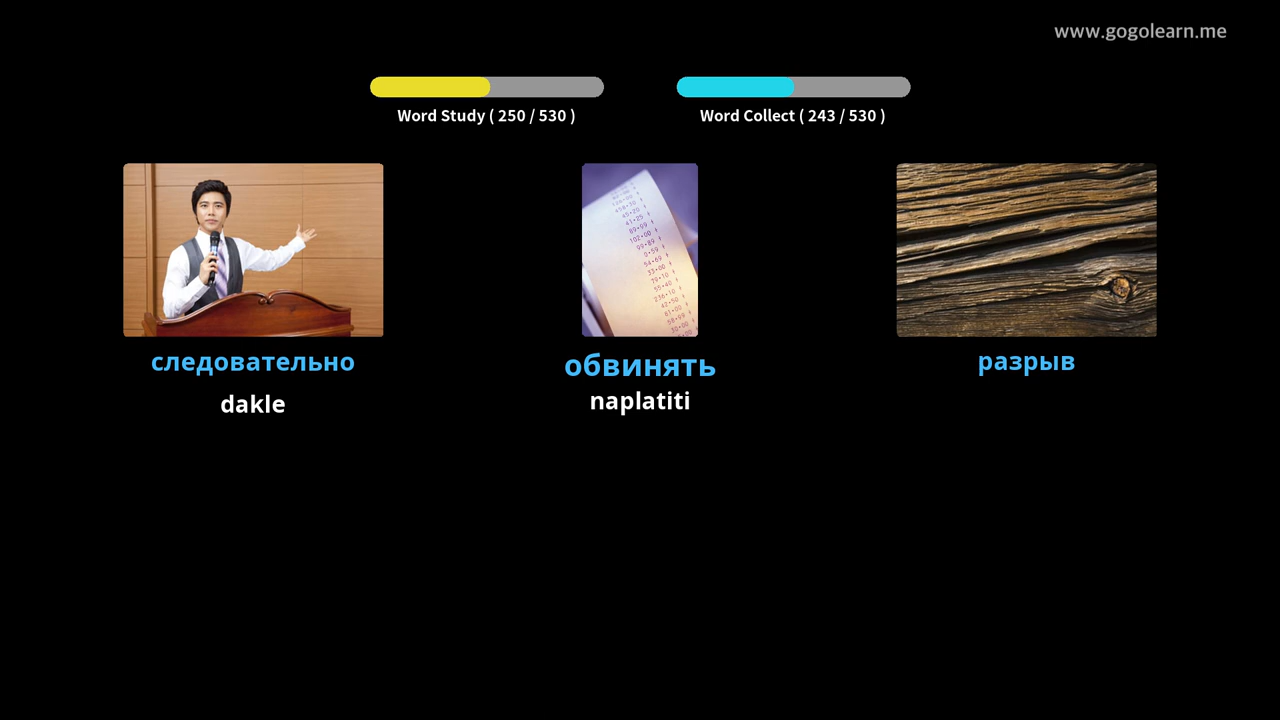 www.gogolearn.me
Word Study ( 250 / 530 )
Word Collect ( 243 / 530 )
следовательно
обвинять
разрыв
dakle
naplatiti